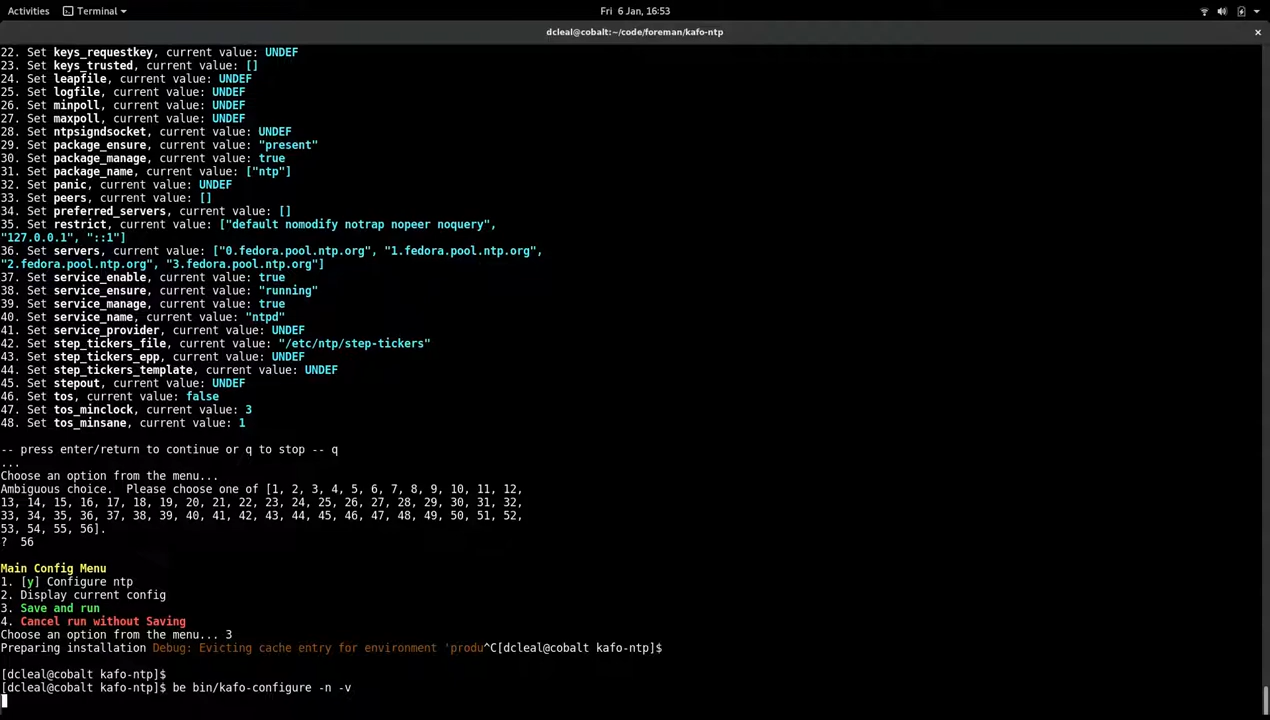 Activities Terminal Fri 6 Jan, 16:53
dcleal@cobalt:~/code/foreman/kafo-ntp
22. Set keys_requestkey, current value: UNDEF
23. Set keys_trusted, current value: []
24. Set leapfile, current value: UNDEF
25. Set logfile, current value: UNDEF
26. Set minpoll, current value: UNDEF
27. Set maxpoll, current value: UNDEF
28. Set ntpsigndsocket, current value: UNDEF
29. Set package_ensure, current value: "present"
30. Set package_manage, current value: true
31. Set package_name, current value: ["ntp"]
32. Set panic, current value: UNDEF
33. Set peers, current value: []
34. Set preferred_servers, current value: []
35. Set restrict, current value: ["default nomodify notrap nopeer noquery",
"127.0.0.1", "::1"]
36. Set servers, current value: ["0.fedora.pool.ntp.org", "1.fedora.pool.ntp.org",
"2.fedora.pool.ntp.org", "3.fedora.pool.ntp.org"]
37. Set service_enable, current value: true
38. Set service_ensure, current value: "running"
39. Set service_manage, current value: true
40. Set service_name, current value: "ntpd"
41. Set service_provider, current value: UNDEF
42. Set step_tickers_file, current value: "/etc/ntp/step-tickers"
43. Set step_tickers_epp, current value: UNDEF
44. Set step_tickers_template, current value: UNDEF
45. Set stepout, current value: UNDEF
46. Set tos, current value: false
47. Set tos_minclock, current value: 3
48. Set tos_minsane, current value: 1
-- press enter/return to continue or q to stop -- q
...
Choose an option from the menu...
Ambiguous choice.  Please choose one of [1, 2, 3, 4, 5, 6, 7, 8, 9, 10, 11, 12,
13, 14, 15, 16, 17, 18, 19, 20, 21, 22, 23, 24, 25, 26, 27, 28, 29, 30, 31, 32,
33, 34, 35, 36, 37, 38, 39, 40, 41, 42, 43, 44, 45, 46, 47, 48, 49, 50, 51, 52,
53, 54, 55, 56].
?  56
Main Config Menu
1. [y] Configure ntp
2. Display current config
3. Save and run
4. Cancel run without Saving
Choose an option from the menu... 3
Preparing installation Debug: Evicting cache entry for environment 'produ^C[dcleal@cobalt kafo-ntp]$
[dcleal@cobalt kafo-ntp]$
[dcleal@cobalt kafo-ntp]$ be bin/kafo-configure -n -v